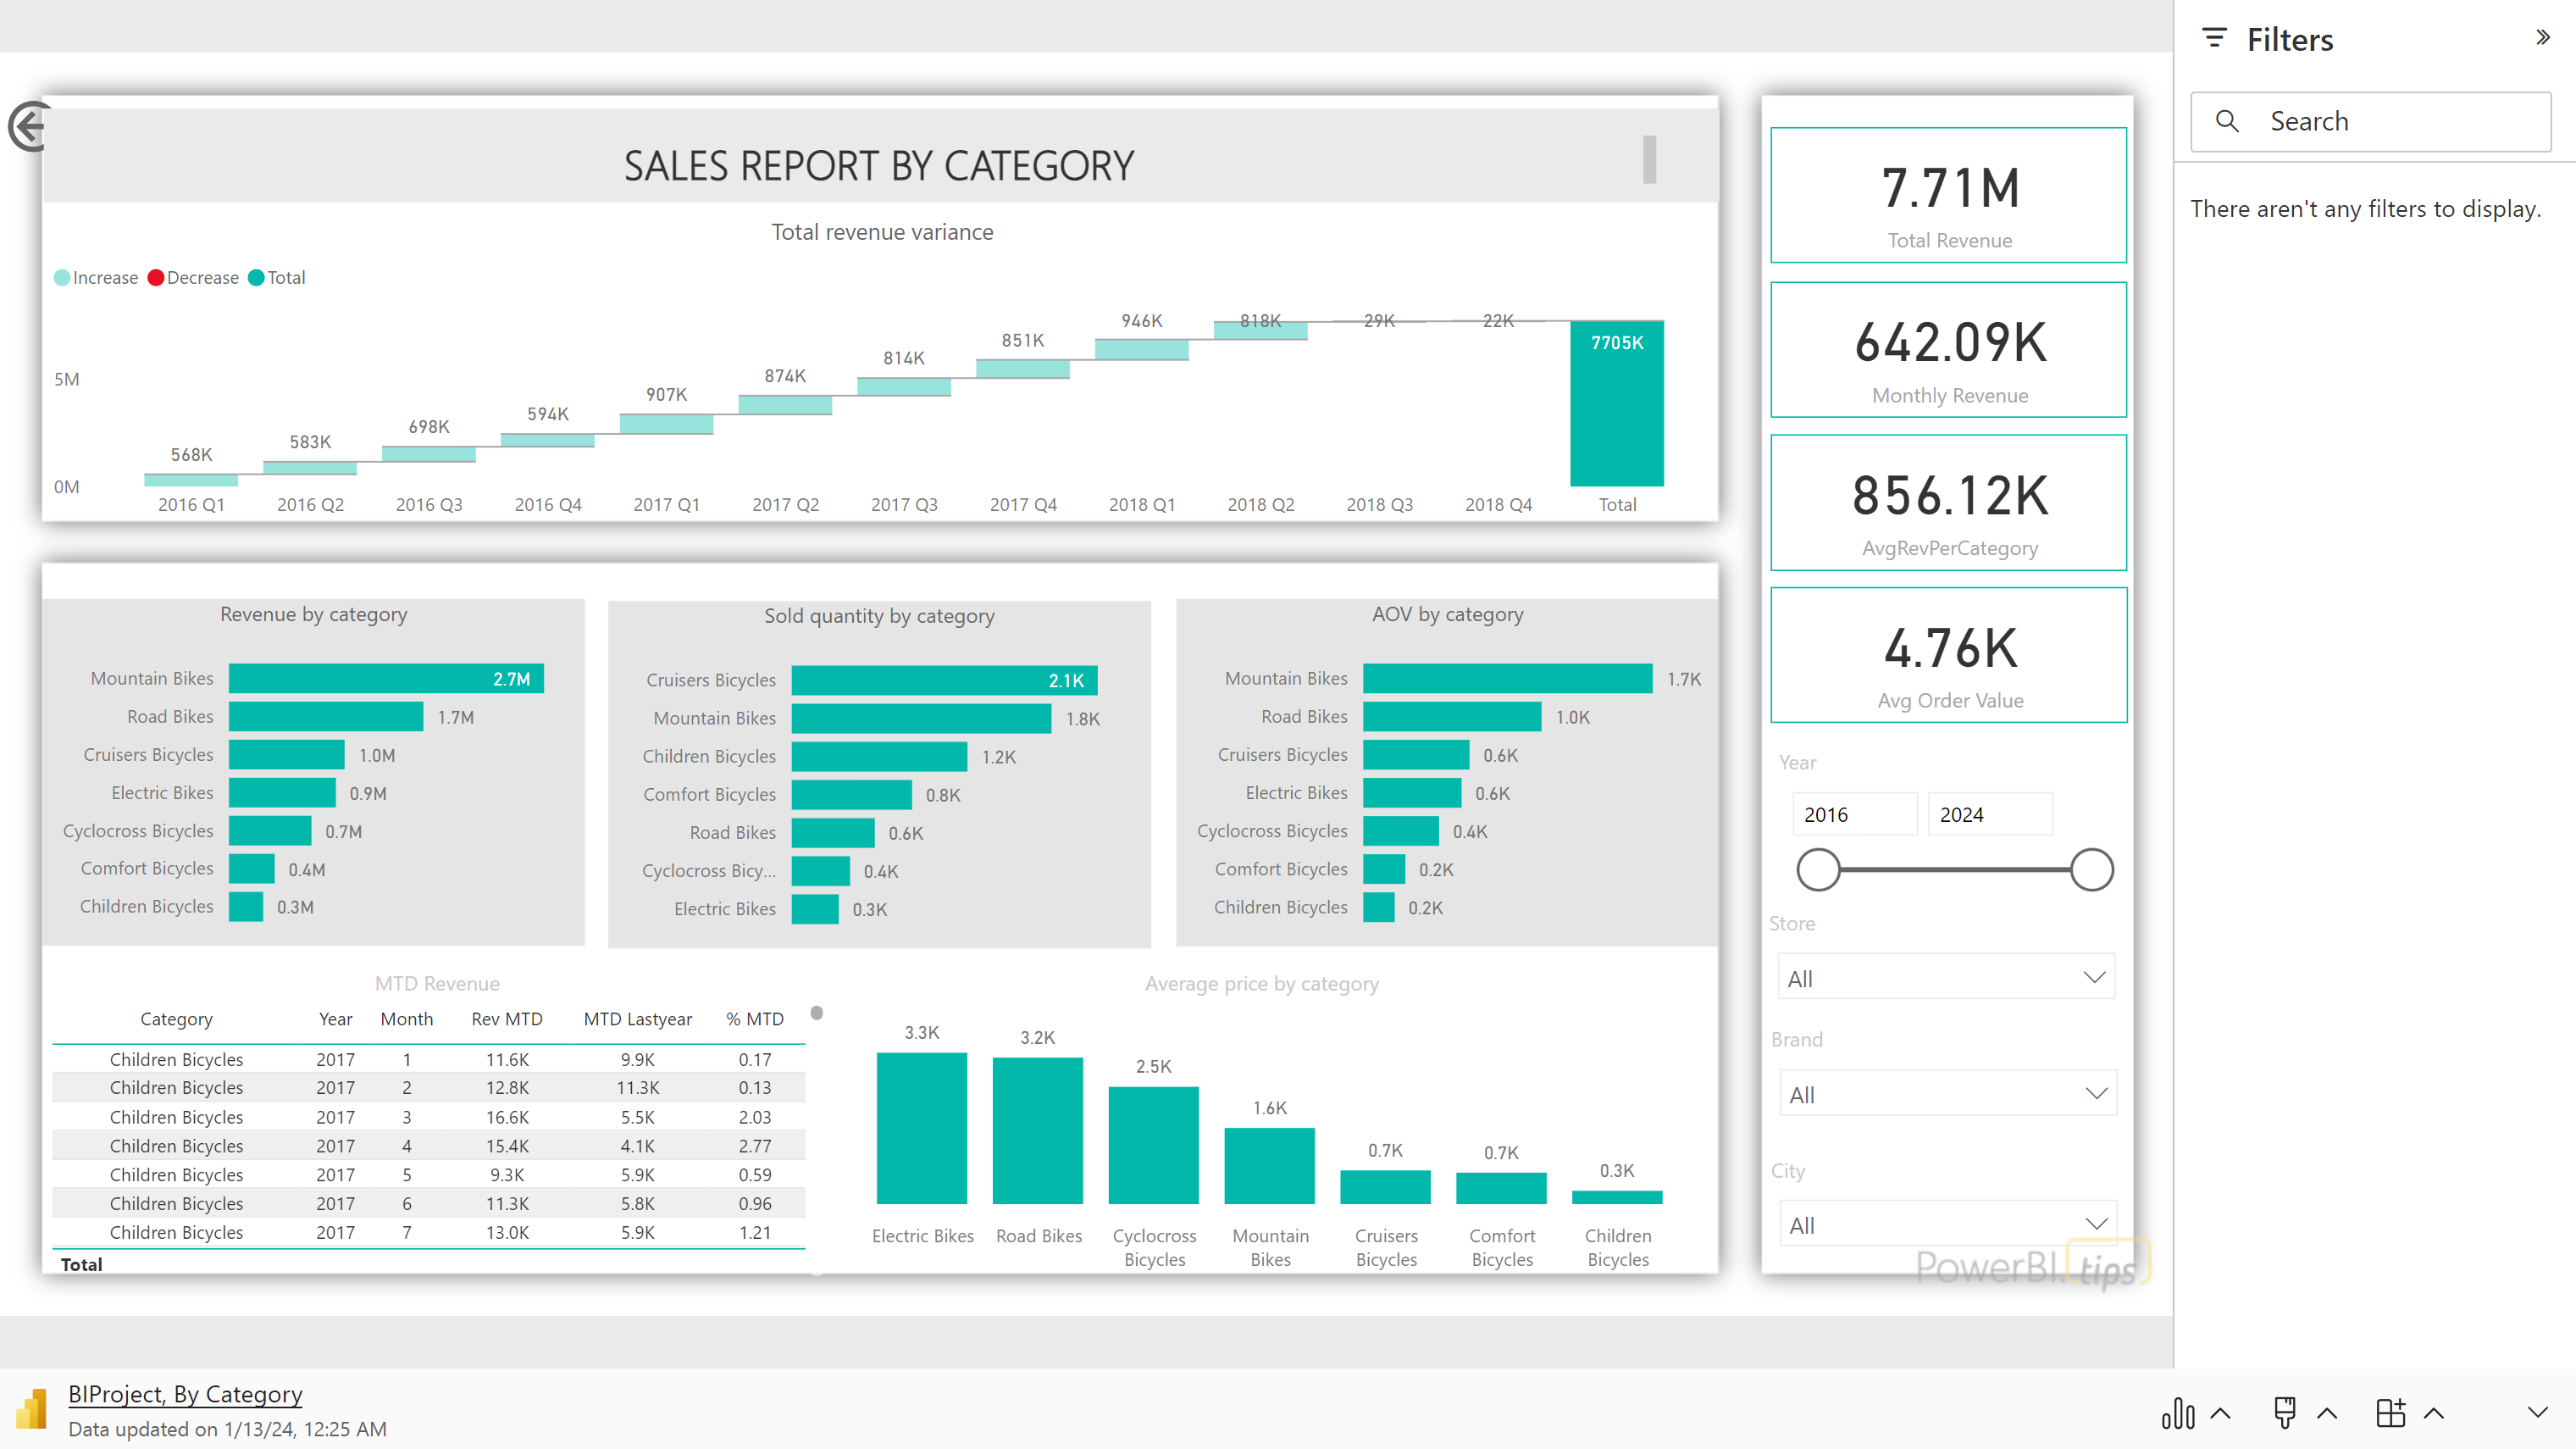 SALES REPORT BY CATEGORY
Total revenue variance
Increase Decrease Total
5M
0M
568K 583K 698K 594K 907K 874K 814K 851K 946K 818K 29K 22K 7705K
2016 Q1 2016 Q2 2016 Q3 2016 Q4 2017 Q1 2017 Q2 2017 Q3 2017 Q4 2018 Q1 2018 Q2 2018 Q3 2018 Q4 Total
Revenue by category
Mountain Bikes 2.7M
Road Bikes 1.7M
Cruisers Bicycles 1.0M
Electric Bikes 0.9M
Cyclocross Bicycles 0.7M
Comfort Bicycles 0.4M
Children Bicycles 0.3M
Sold quantity by category
Cruisers Bicycles 2.1K
Mountain Bikes 1.8K
Children Bicycles 1.2K
Comfort Bicycles 0.8K
Road Bikes 0.6K
Cyclocross Bicy... 0.4K
Electric Bikes 0.3K
AOV by category
Mountain Bikes 1.7K
Road Bikes 1.0K
Cruisers Bicycles 0.6K
Electric Bikes 0.6K
Cyclocross Bicycles 0.4K
Comfort Bicycles 0.2K
Children Bicycles 0.2K
MTD Revenue
Category Year Month Rev MTD MTD Lastyear % MTD
Children Bicycles 2017 1 11.6K 9.9K 0.17
Children Bicycles 2017 2 12.8K 11.3K 0.13
Children Bicycles 2017 3 16.6K 5.5K 2.03
Children Bicycles 2017 4 15.4K 4.1K 2.77
Children Bicycles 2017 5 9.3K 5.9K 0.59
Children Bicycles 2017 6 11.3K 5.8K 0.96
Children Bicycles 2017 7 13.0K 5.9K 1.21
Total
Average price by category
3.3K 3.2K 2.5K 1.6K 0.7K 0.7K 0.3K
Electric Bikes Road Bikes Cyclocross Bicycles Mountain Bikes Cruisers Bicycles Comfort Bicycles Children Bicycles
7.71M
Total Revenue
642.09K
Monthly Revenue
856.12K
AvgRevPerCategory
4.76K
Avg Order Value
Year
2016 2024
Store
All
Brand
All
City
All
PowerBI.tips
Filters
Search
There aren't any filters to display.
BIProject, By Category
Data updated on 1/13/24, 12:25 AM